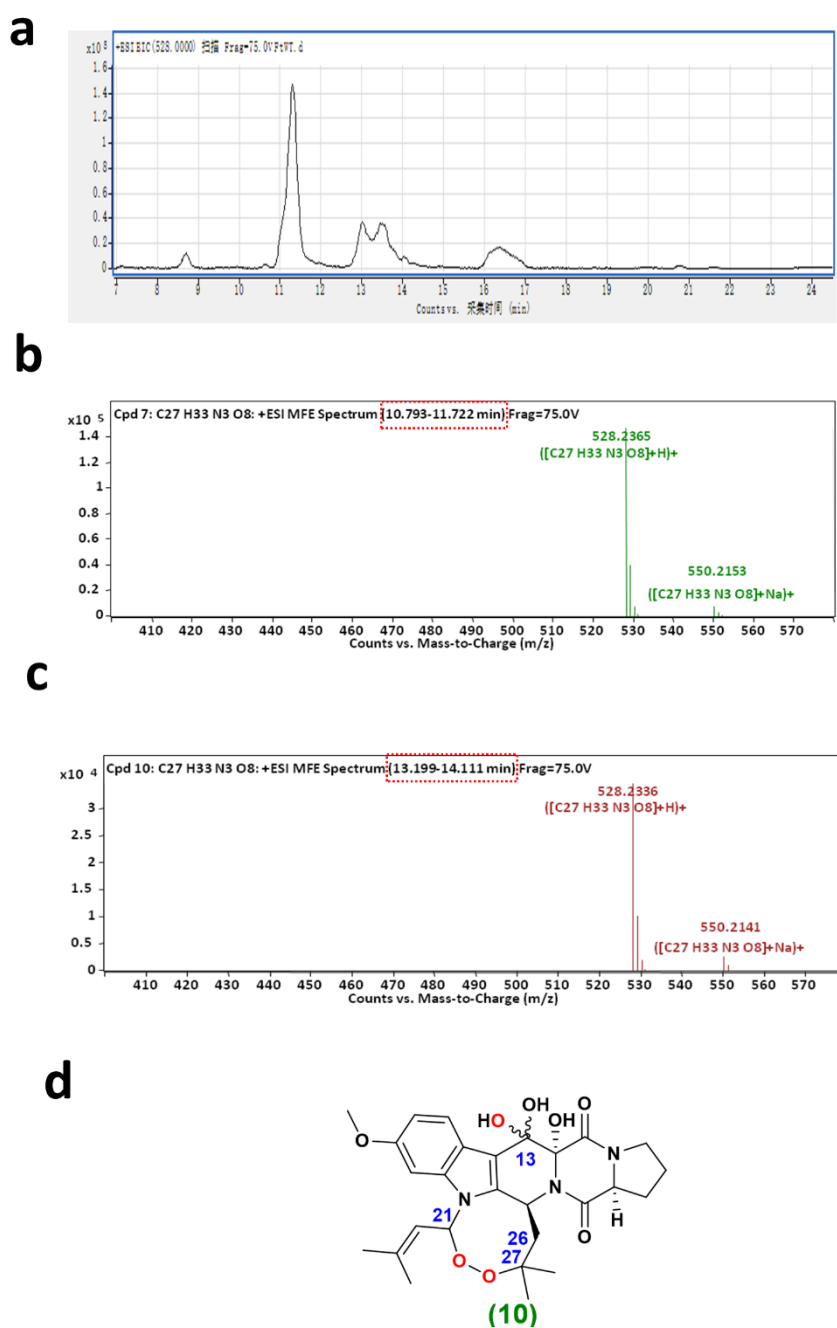 a
x10 5 +ESI EIC(528.0000) 扫描 Frag=75.0V FtWT.d
1.6
1.4
1.2
1
0.8
0.6
0.4
0.2
0
7 8 9 10 11 12 13 14 15 16 17 18 19 20 21 22 23 24
Counts vs. 采集时间 (min)
b
Cpd 7: C27 H33 N3 O8: +ESI MFE Spectrum (10.793-11.722 min) Frag=75.0V
x10 5
1.4
1.2
1
0.8
0.6
0.4
0.2
0
528.2365
([C27 H33 N3 O8]+H)+
550.2153
([C27 H33 N3 O8]+Na)+
410 420 430 440 450 460 470 480 490 500 510 520 530 540 550 560 570
Counts vs. Mass-to-Charge (m/z)
c
Cpd 10: C27 H33 N3 O8: +ESI MFE Spectrum (13.199-14.111 min) Frag=75.0V
x10 4
3
2.5
2
1.5
1
0.5
0
528.2336
([C27 H33 N3 O8]+H)+
550.2141
([C27 H33 N3 O8]+Na)+
410 420 430 440 450 460 470 480 490 500 510 520 530 540 550 560 570
Counts vs. Mass-to-Charge (m/z)
d
OH
HO OH O
O
13 N
N N
21 H
26 O
27
O
O
(10)